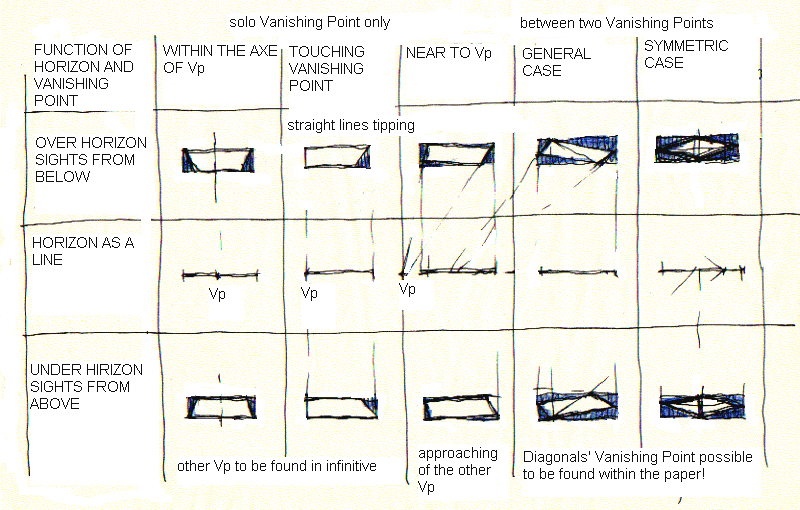 solo Vanishing Point only
between two Vanishing Points
FUNCTION OF
HORIZON AND
VANISHING
POINT
WITHIN THE AXE
OF Vp
TOUCHING
VANISHING
POINT
NEAR TO Vp
GENERAL
CASE
SYMMETRIC
CASE
straight lines tipping
OVER HORIZON
SIGHTS FROM
BELOW
HORIZON AS A
LINE
Vp
Vp
Vp
UNDER HIRIZON
SIGHTS FROM
ABOVE
other Vp to be found in infinitive
approaching
of the other
Vp
Diagonals' Vanishing Point possible
to be found within the paper!